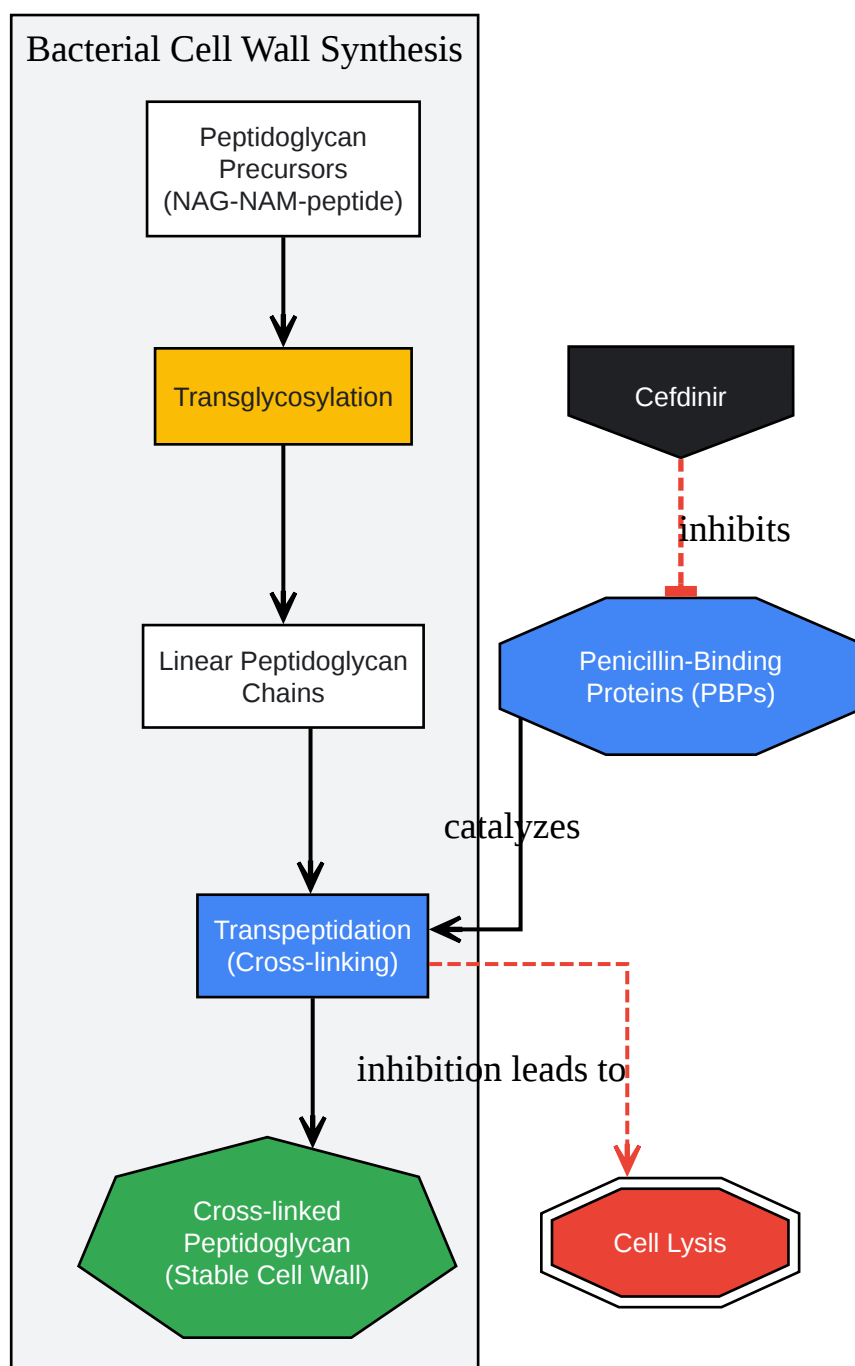 Bacterial Cell Wall Synthesis
Peptidoglycan
Precursors
(NAG-NAM-peptide)
Transglycosylation
Cefdinir
inhibits
Linear Peptidoglycan
Chains
Penicillin-Binding
Proteins (PBPs)
catalyzes
Transpeptidation
(Cross-linking)
inhibition leads to
Cross-linked
Peptidoglycan
(Stable Cell Wall)
Cell Lysis